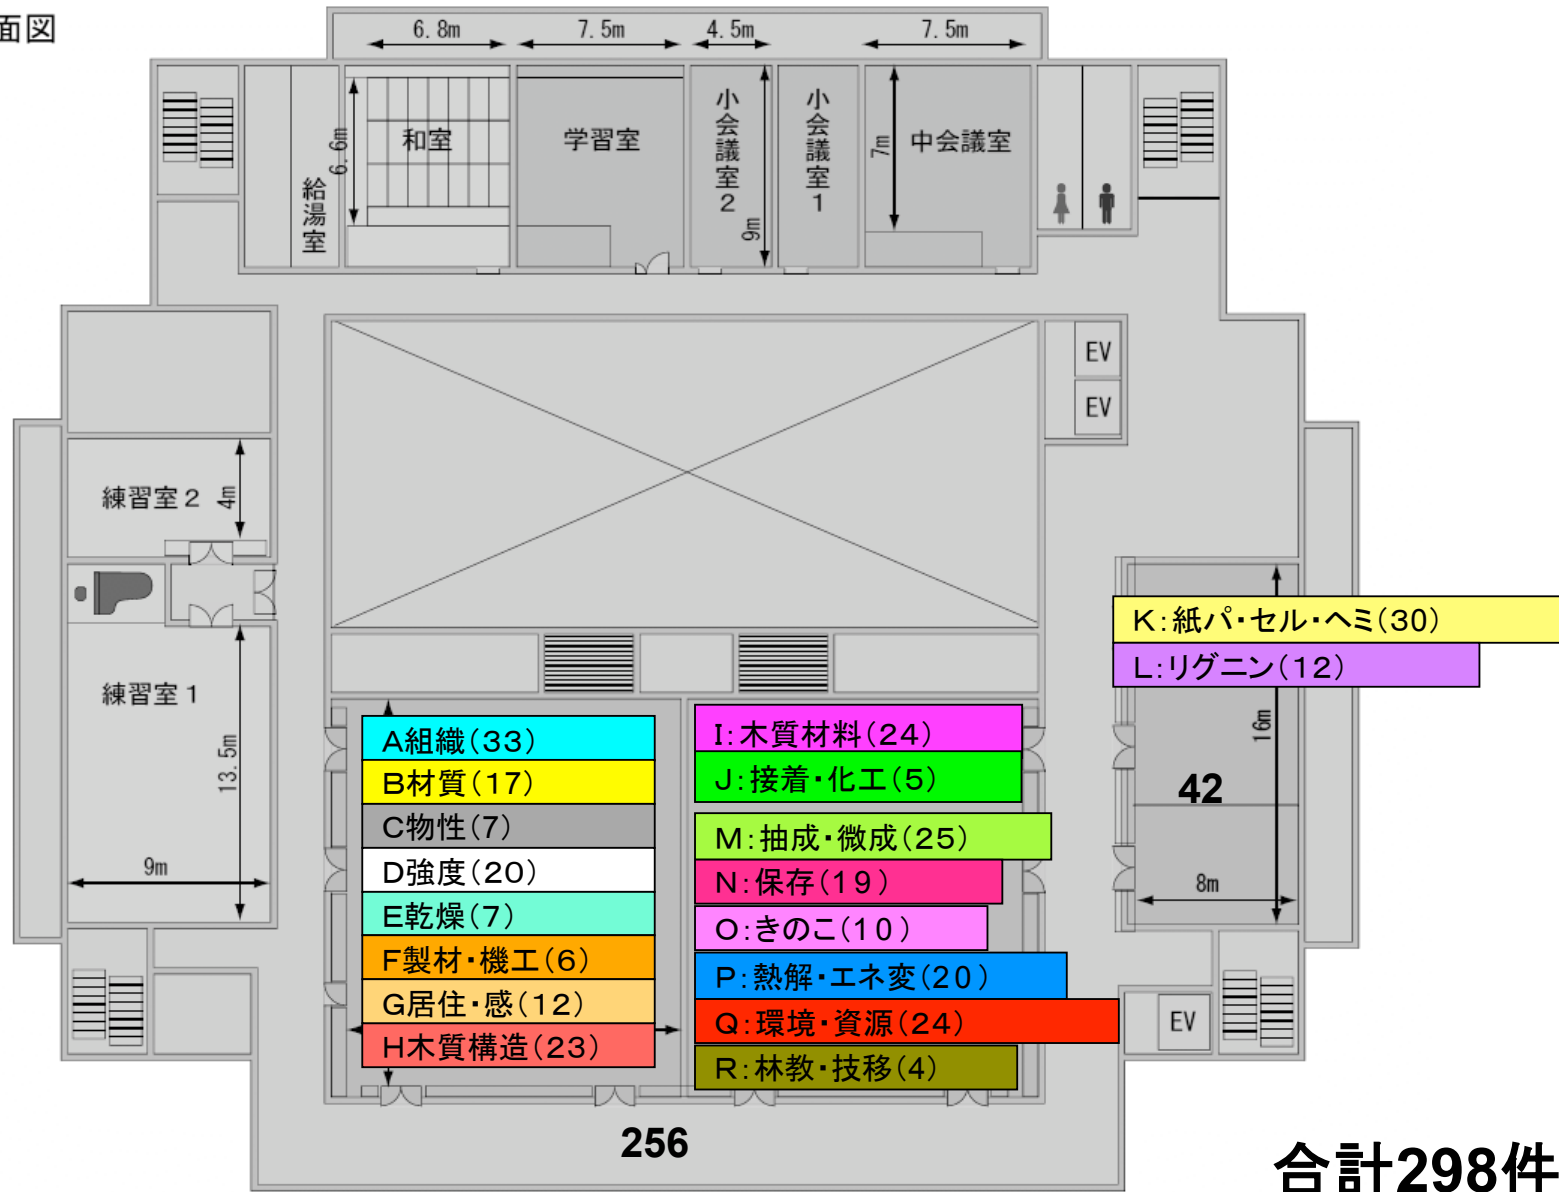 面図
6.8m
7.5m
4.5m
7.5m
和室
6.6m
給湯室
学習室
小会議室2
9m
小会議室1
7m
中会議室
EV
EV
練習室2
4m
練習室1
13.5m
9m
A組織(33)
B材質(17)
C物性(7)
D強度(20)
E乾燥(7)
F製材・機工(6)
G居住・感(12)
H木質構造(23)
I:木質材料(24)
J:接着・化工(5)
M:抽成・微成(25)
N:保存(19)
O:きのこ(10)
P:熱解・エネ変(20)
Q:環境・資源(24)
R:林教・技移(4)
K:紙パ・セル・ヘミ(30)
L:リグニン(12)
16m
42
8m
EV
256
合計298件